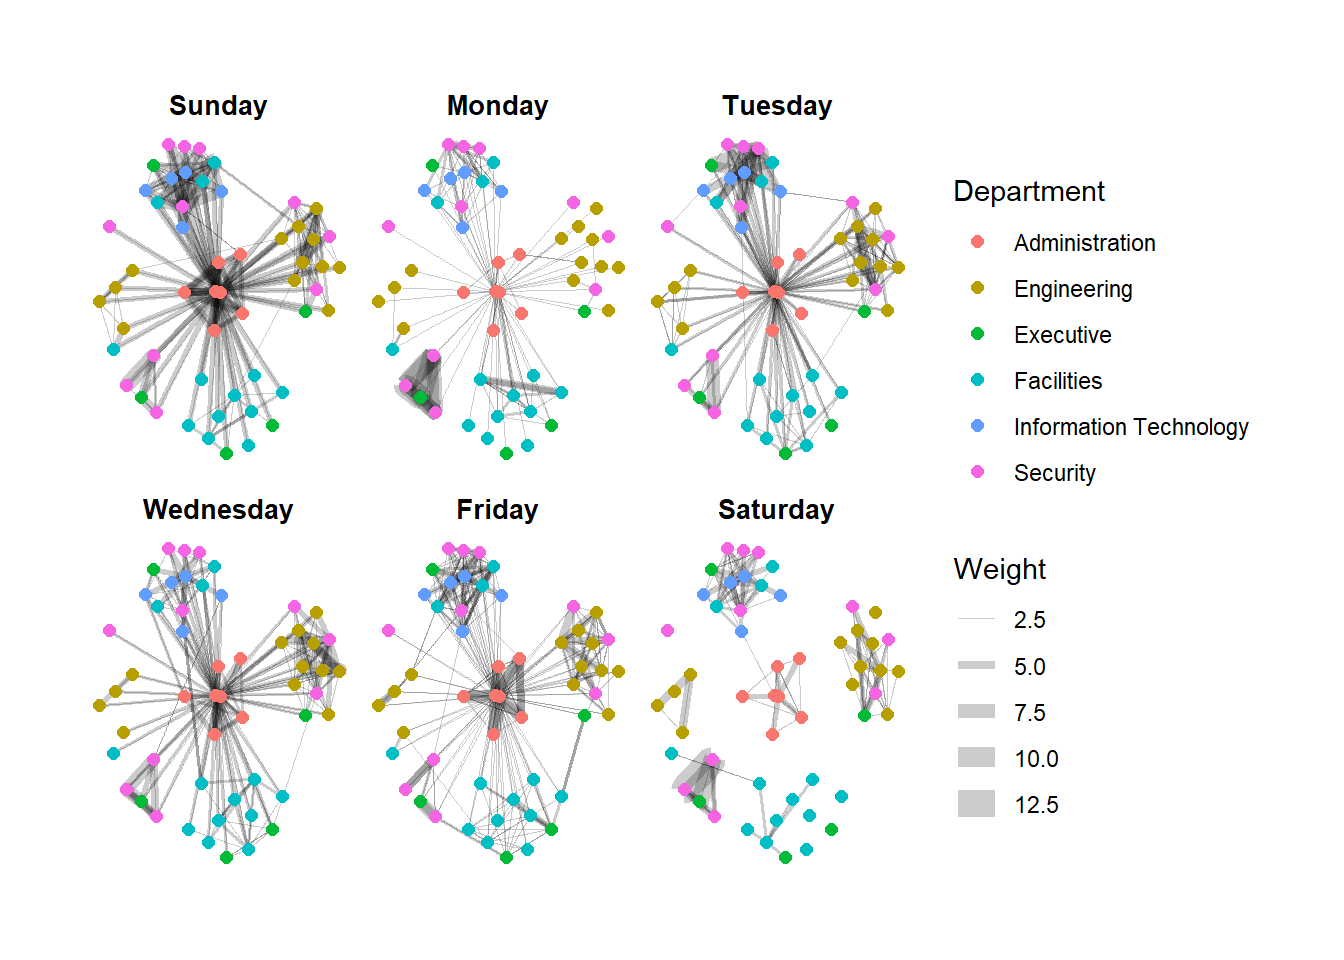 Sunday
Monday
Tuesday
Wednesday
Friday
Saturday
Department
Administration
Engineering
Executive
Facilities
Information Technology
Security
Weight
2.5
5.0
7.5
10.0
12.5